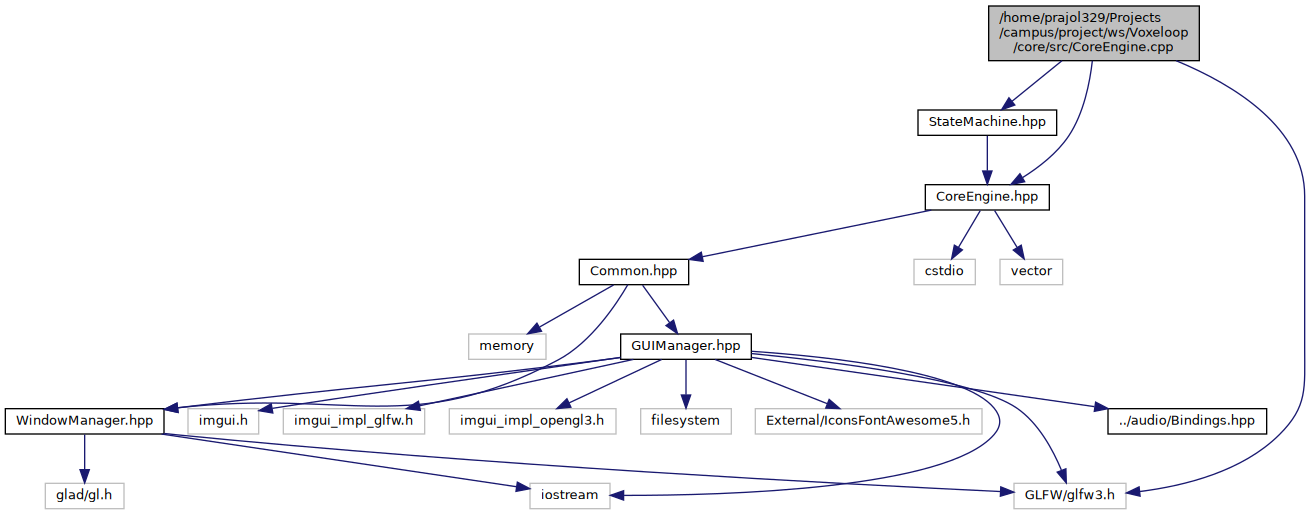 /home/prajol329/Projects
/campus/project/ws/Voxeloop
/core/src/CoreEngine.cpp
StateMachine.hpp
CoreEngine.hpp
Common.hpp
cstdio
vector
memory
GUIManager.hpp
WindowManager.hpp
imgui.h
imgui_impl_glfw.h
imgui_impl_opengl3.h
filesystem
External/IconsFontAwesome5.h
../audio/Bindings.hpp
glad/gl.h
iostream
GLFW/glfw3.h